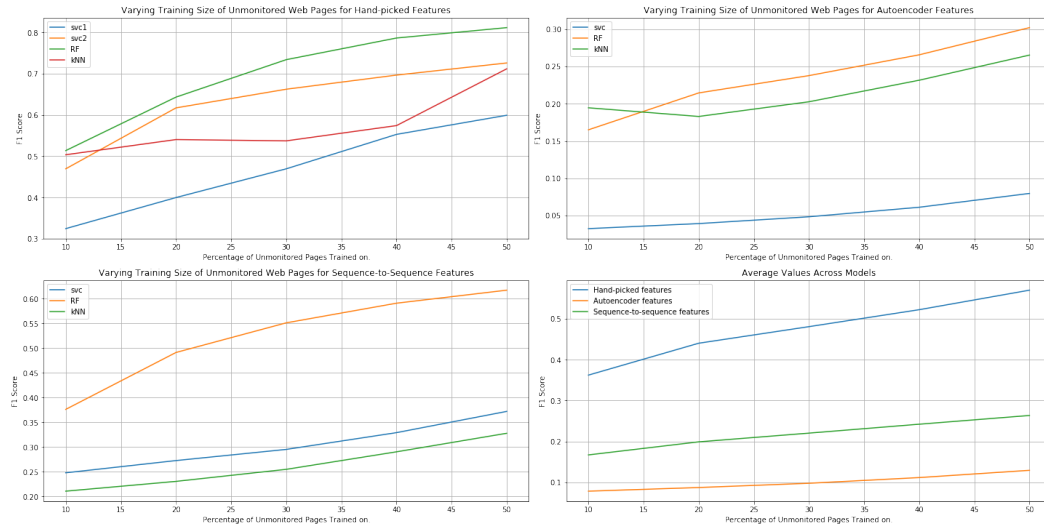 Varying Training Size of Unmonitored Web Pages for Hand-picked Features
svc1
svc2
RF
kNN
F1 Score
0.8
0.7
0.6
0.5
0.4
0.3
10 15 20 25 30 35 40 45 50
Percentage of Unmonitored Pages Trained on.
Varying Training Size of Unmonitored Web Pages for Autoencoder Features
svc
RF
kNN
F1 Score
0.30
0.25
0.20
0.15
0.10
0.05
10 15 20 25 30 35 40 45 50
Percentage of Unmonitored Pages Trained on.
Varying Training Size of Unmonitored Web Pages for Sequence-to-Sequence Features
svc
RF
kNN
F1 Score
0.60
0.55
0.50
0.45
0.40
0.35
0.30
0.25
0.20
10 15 20 25 30 35 40 45 50
Percentage of Unmonitored Pages Trained on.
Average Values Across Models
Hand-picked features
Autoencoder features
Sequence-to-sequence features
F1 Score
0.5
0.4
0.3
0.2
0.1
10 15 20 25 30 35 40 45 50
Percentage of Unmonitored Pages Trained on.